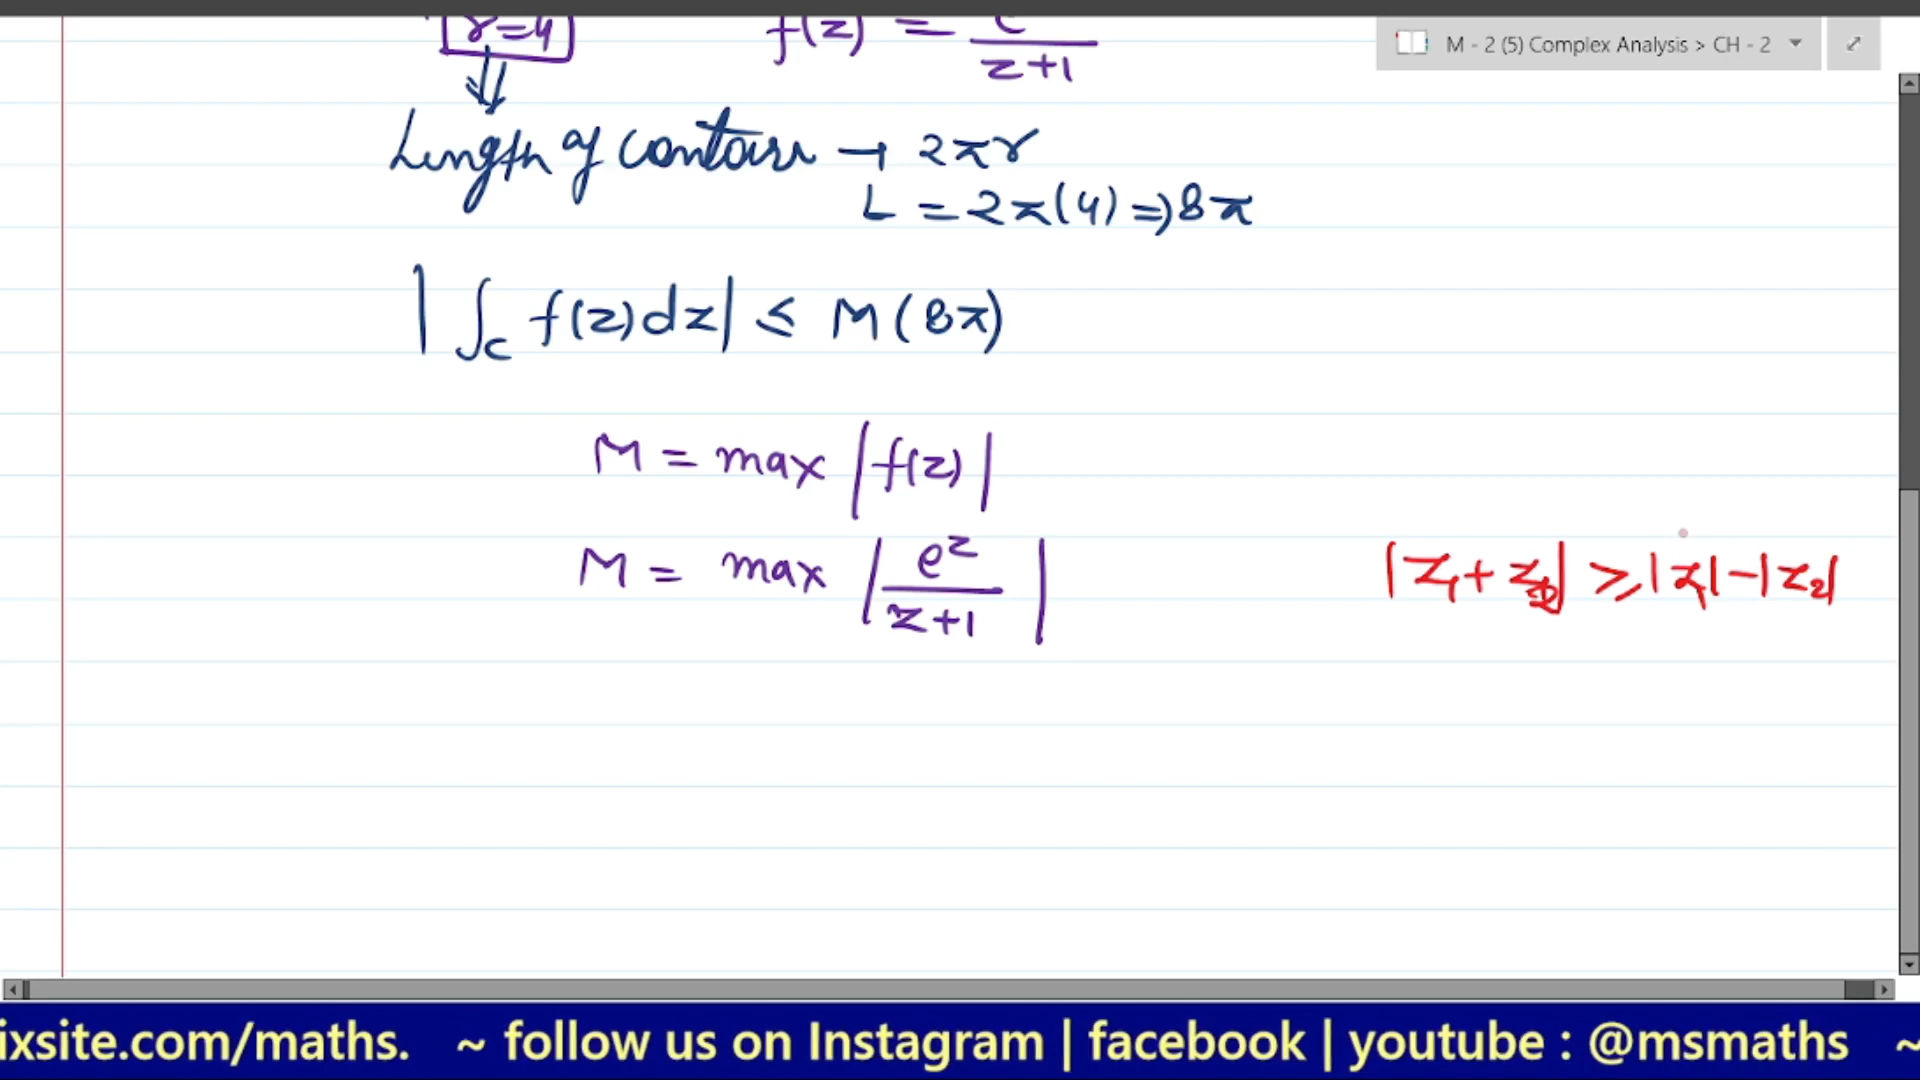 r=4 f(z) = e / z+1
M - 2 (5) Complex Analysis > CH - 2
Length of contour → 2πr
L = 2π(4) ⇒ 8π
| ∫c f(z)dz | ≤ M(8π)
M = max |f(z)|
M = max | e^z / z+1 |
|z1 + z2| ≥ |z1| - |z2|
ixsite.com/maths. ~ follow us on Instagram | facebook | youtube : @msmaths ~